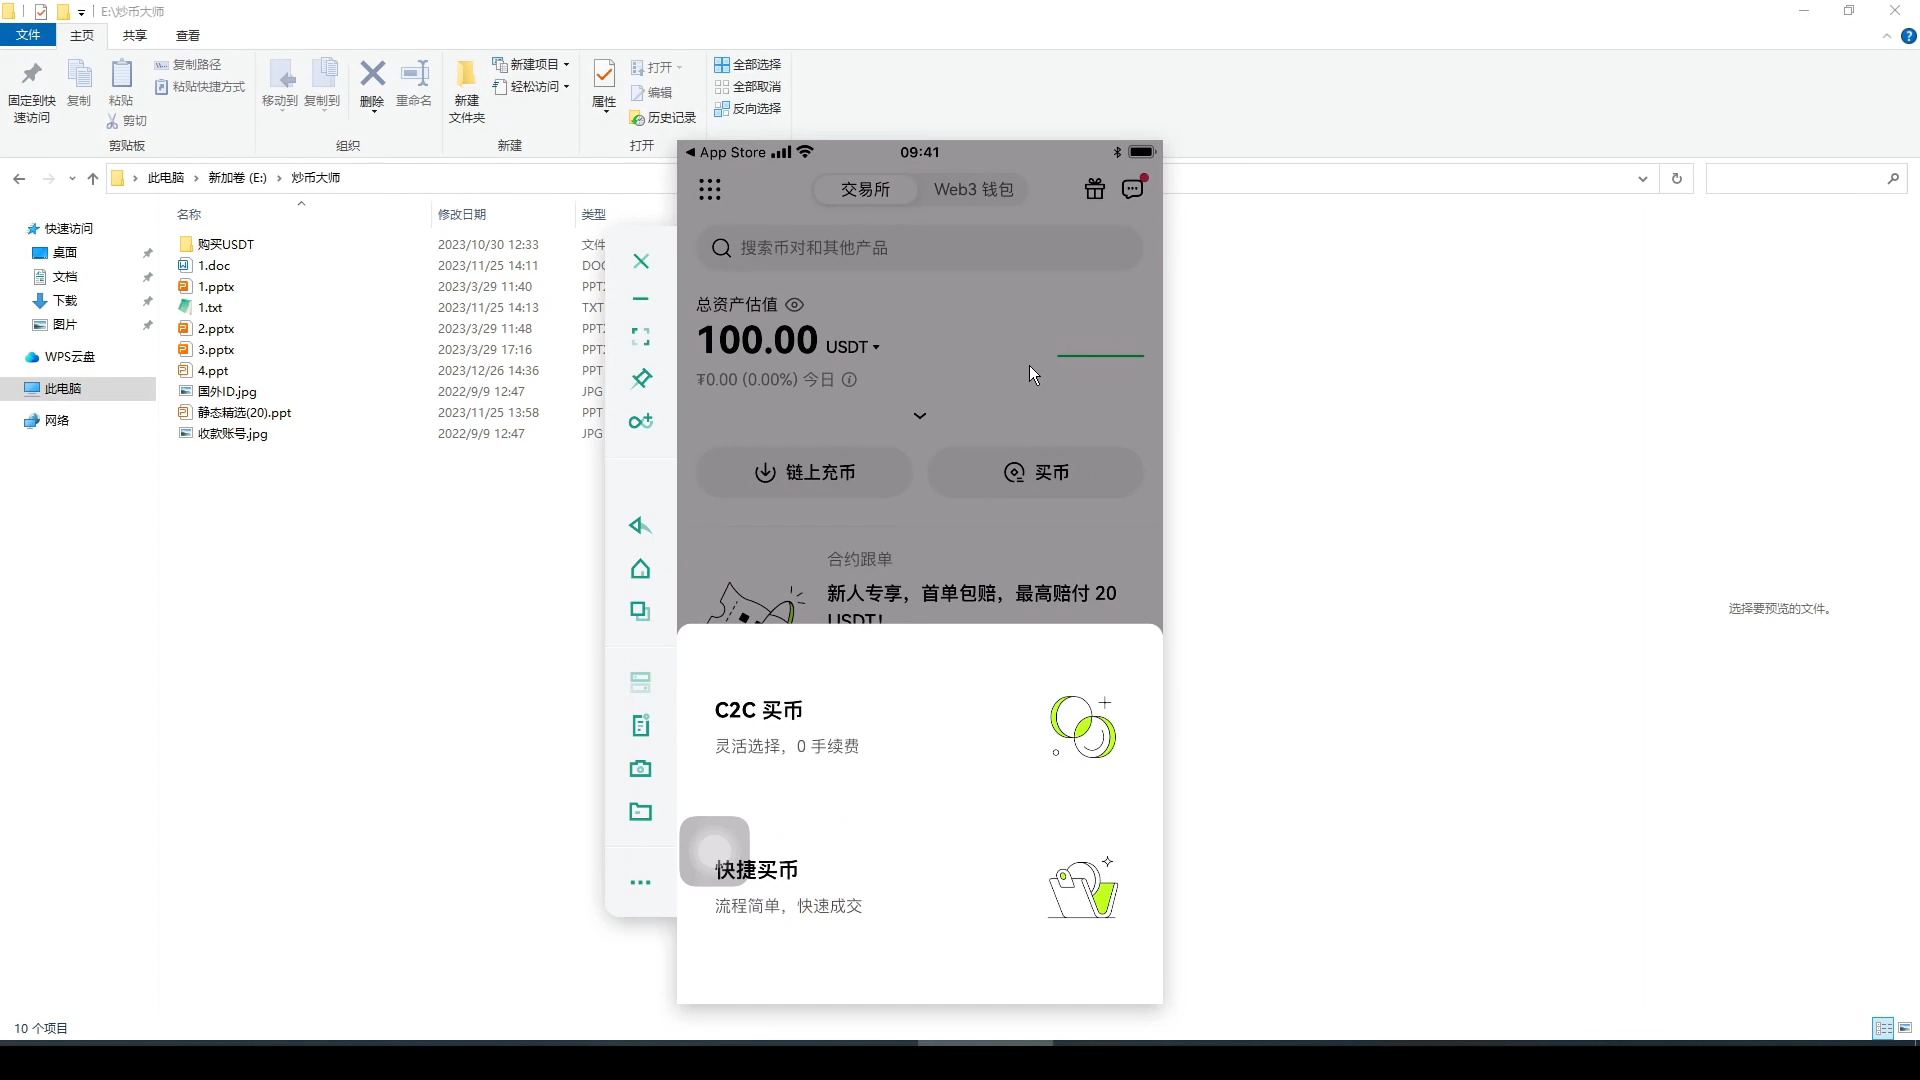 E:\炒币大师
文件 主页 共享 查看
固定到快速访问
复制
粘贴
复制路径
粘贴快捷方式
剪切
剪贴板
移动到
复制到
删除
重命名
组织
新建文件夹
新建项目
轻松访问
新建
属性
打开
编辑
历史记录
打开
全部选择
全部取消
反向选择
此电脑 新加卷 (E:) 炒币大师
快速访问
桌面
文档
下载
图片
WPS云盘
此电脑
网络
名称 修改日期 类型
购买USDT 2023/10/30 12:33 文件
1.doc 2023/11/25 14:11 DOC
1.pptx 2023/3/29 11:40 PPT
1.txt 2023/11/25 14:13 TXT
2.pptx 2023/3/29 11:48 PPT
3.pptx 2023/3/29 17:16 PPT
4.ppt 2023/12/26 14:36 PPT
国外ID.jpg 2022/9/9 12:47 JPG
静态精选(20).ppt 2023/11/25 13:58 PPT
收款账号.jpg 2022/9/9 12:47 JPG
App Store 09:41
交易所 Web3 钱包
搜索币对和其他产品
总资产估值
100.00 USDT
₮0.00 (0.00%) 今日
链上充币 买币
合约跟单
新人专享，首单包赔，最高赔付 20
USDT!
C2C 买币
灵活选择，0 手续费
快捷买币
流程简单，快速成交
选择要预览的文件。
10 个项目